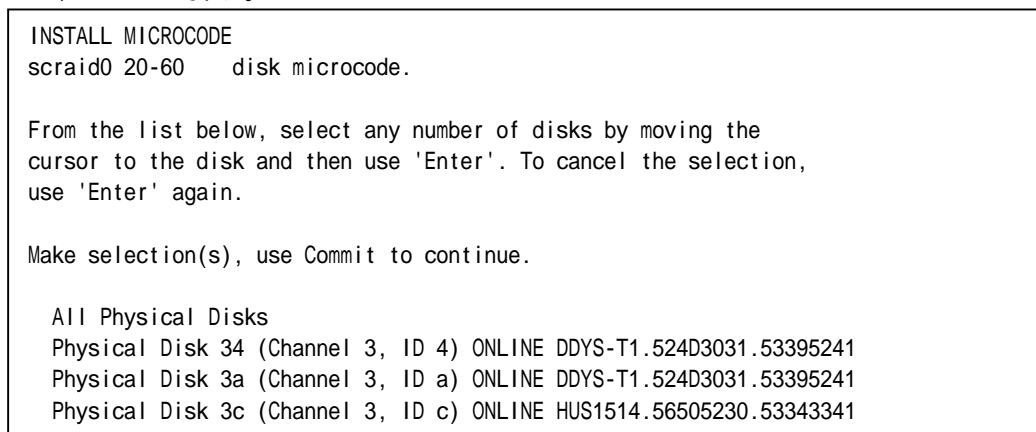 INSTALL MICROCODE
scraid0 20-60 disk microcode.
From the list below, select any number of disks by moving the
cursor to the disk and then use 'Enter'. To cancel the selection,
use 'Enter' again.
Make selection(s), use Commit to continue.
All Physical Disks
Physical Disk 34 (Channel 3, ID 4) ONLINE DDYS-T1.524D3031.53395241
Physical Disk 3a (Channel 3, ID a) ONLINE DDYS-T1.524D3031.53395241
Physical Disk 3c (Channel 3, ID c) ONLINE HUS1514.56505230.53343341